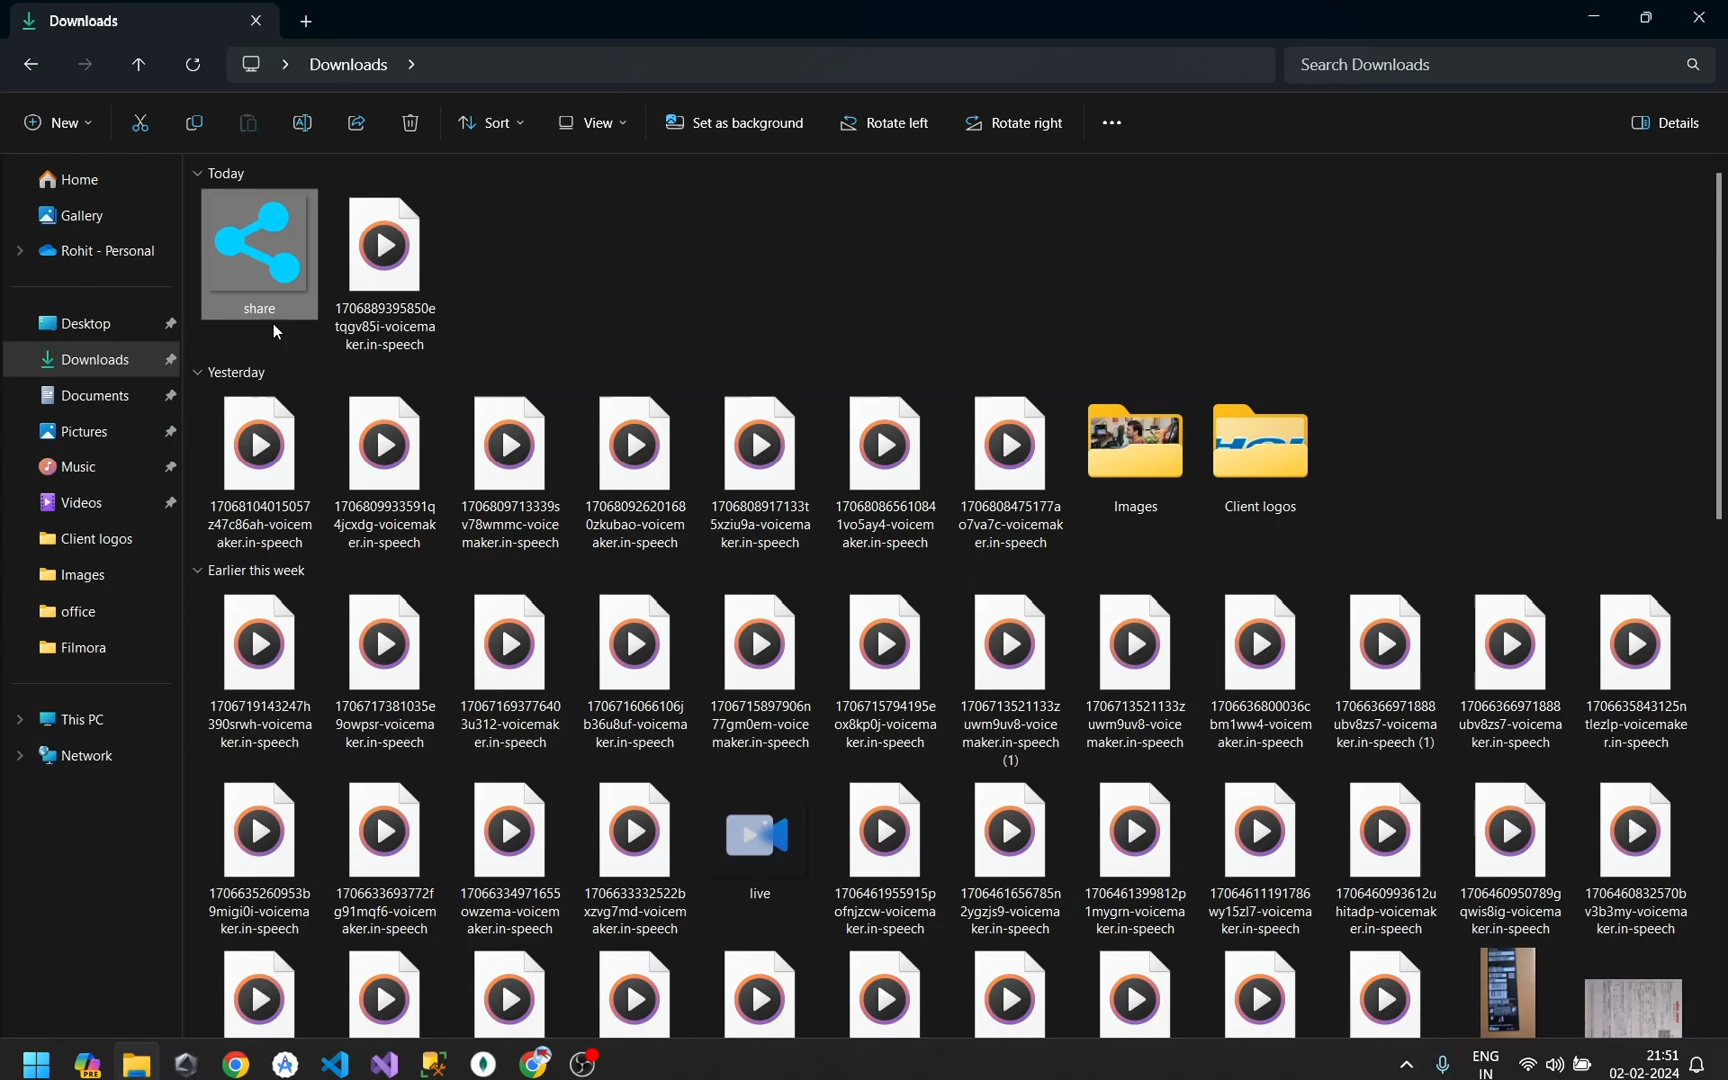 Downloads
Downloads
Search Downloads
New
Sort
View
Set as background
Rotate left
Rotate right
Details
Home
Gallery
Rohit - Personal
Desktop
Downloads
Documents
Pictures
Music
Videos
Client logos
Images
office
Filmora
This PC
Network
Today
share
1706889395850e
tqgv85i-voicema
ker.in-speech
Yesterday
17068104015057
z47c86ah-voicem
aker.in-speech
1706809933591q
4jcxdg-voicemak
er.in-speech
1706809713339s
v78wmmc-voice
maker.in-speech
17068092620168
0zkubao-voicem
aker.in-speech
1706808917133t
5xziu9a-voicema
ker.in-speech
17068086561084
1vo5ay4-voicem
aker.in-speech
1706808475177a
o7va7c-voicemak
er.in-speech
Images
Client logos
Earlier this week
1706719143247h
390srwh-voicema
ker.in-speech
1706717381035e
9owpsr-voicema
ker.in-speech
17067169377640
3u312-voicemak
er.in-speech
1706716066106j
b36u8uf-voicema
ker.in-speech
1706715897906n
77gm0em-voice
maker.in-speech
1706715794195e
ox8kp0j-voicema
ker.in-speech
1706713521133z
uwm9uv8-voice
maker.in-speech
(1)
1706713521133z
uwm9uv8-voice
maker.in-speech
1706636800036c
bm1ww4-voicem
aker.in-speech
17066366971888
ubv8zs7-voicema
ker.in-speech (1)
17066366971888
ubv8zs7-voicema
ker.in-speech
1706635843125n
tlezlp-voicemake
r.in-speech
1706635260953b
9migi0i-voicema
ker.in-speech
1706633693772f
g91mqf6-voicem
aker.in-speech
17066334971655
owzema-voicem
aker.in-speech
1706633332522b
xzvg7md-voicem
aker.in-speech
live
1706461955915p
ofnjzcw-voicema
ker.in-speech
1706461656785n
2ygzjs9-voicema
ker.in-speech
1706461399812p
1mygrn-voicema
ker.in-speech
17064611191786
wy15zl7-voicema
ker.in-speech
1706460993612u
hitadp-voicemak
er.in-speech
1706460950789g
qwis8ig-voicema
ker.in-speech
1706460832570b
v3b3my-voicema
ker.in-speech
PRE
ENG
IN
21:51
02-02-2024